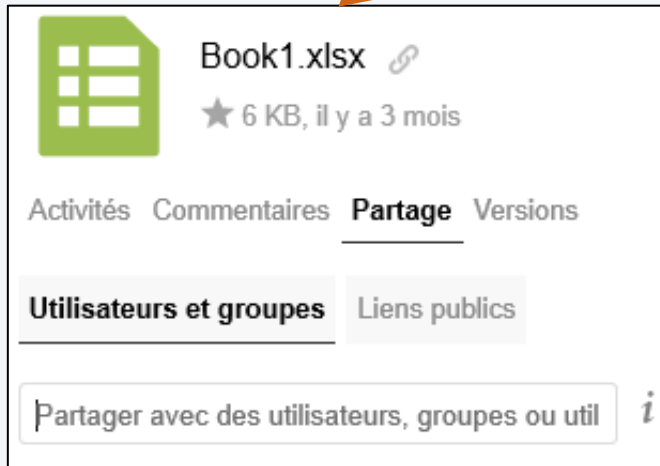 Book1.xlsx
6 KB, il y a 3 mois
Activités Commentaires Partage Versions
Utilisateurs et groupes Liens publics
Partager avec des utilisateurs, groupes ou util
i